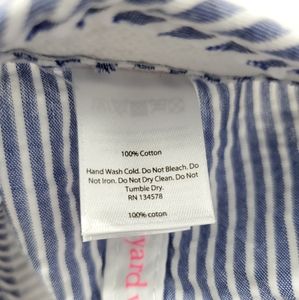 100% Cotton
Hand Wash Cold. Do Not Bleach. Do
Not Iron. Do Not Dry Clean. Do Not
Tumble Dry.
RN 134578
100% cotton
yard